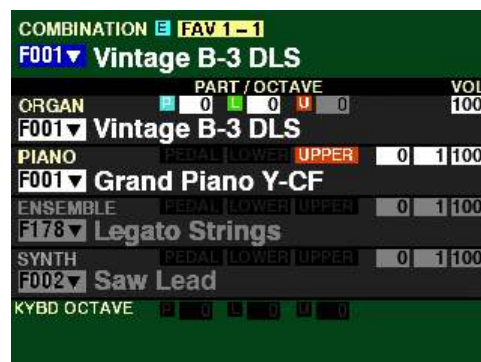 COMBINATION E FAV 1 – 1
F001▼ Vintage B-3 DLS
PART / OCTAVE VOL
ORGAN P 0 L 0 U 0 100
F001▼ Vintage B-3 DLS
PIANO PEDAL LOWER UPPER 0 1 100
F001▼ Grand Piano Y-CF
ENSEMBLE PEDAL LOWER UPPER 0 1 100
F178▼ Legato Strings
SYNTH PEDAL LOWER UPPER 0 1 100
F002▼ Saw Lead
KYBD OCTAVE P 0 L 0 U 0